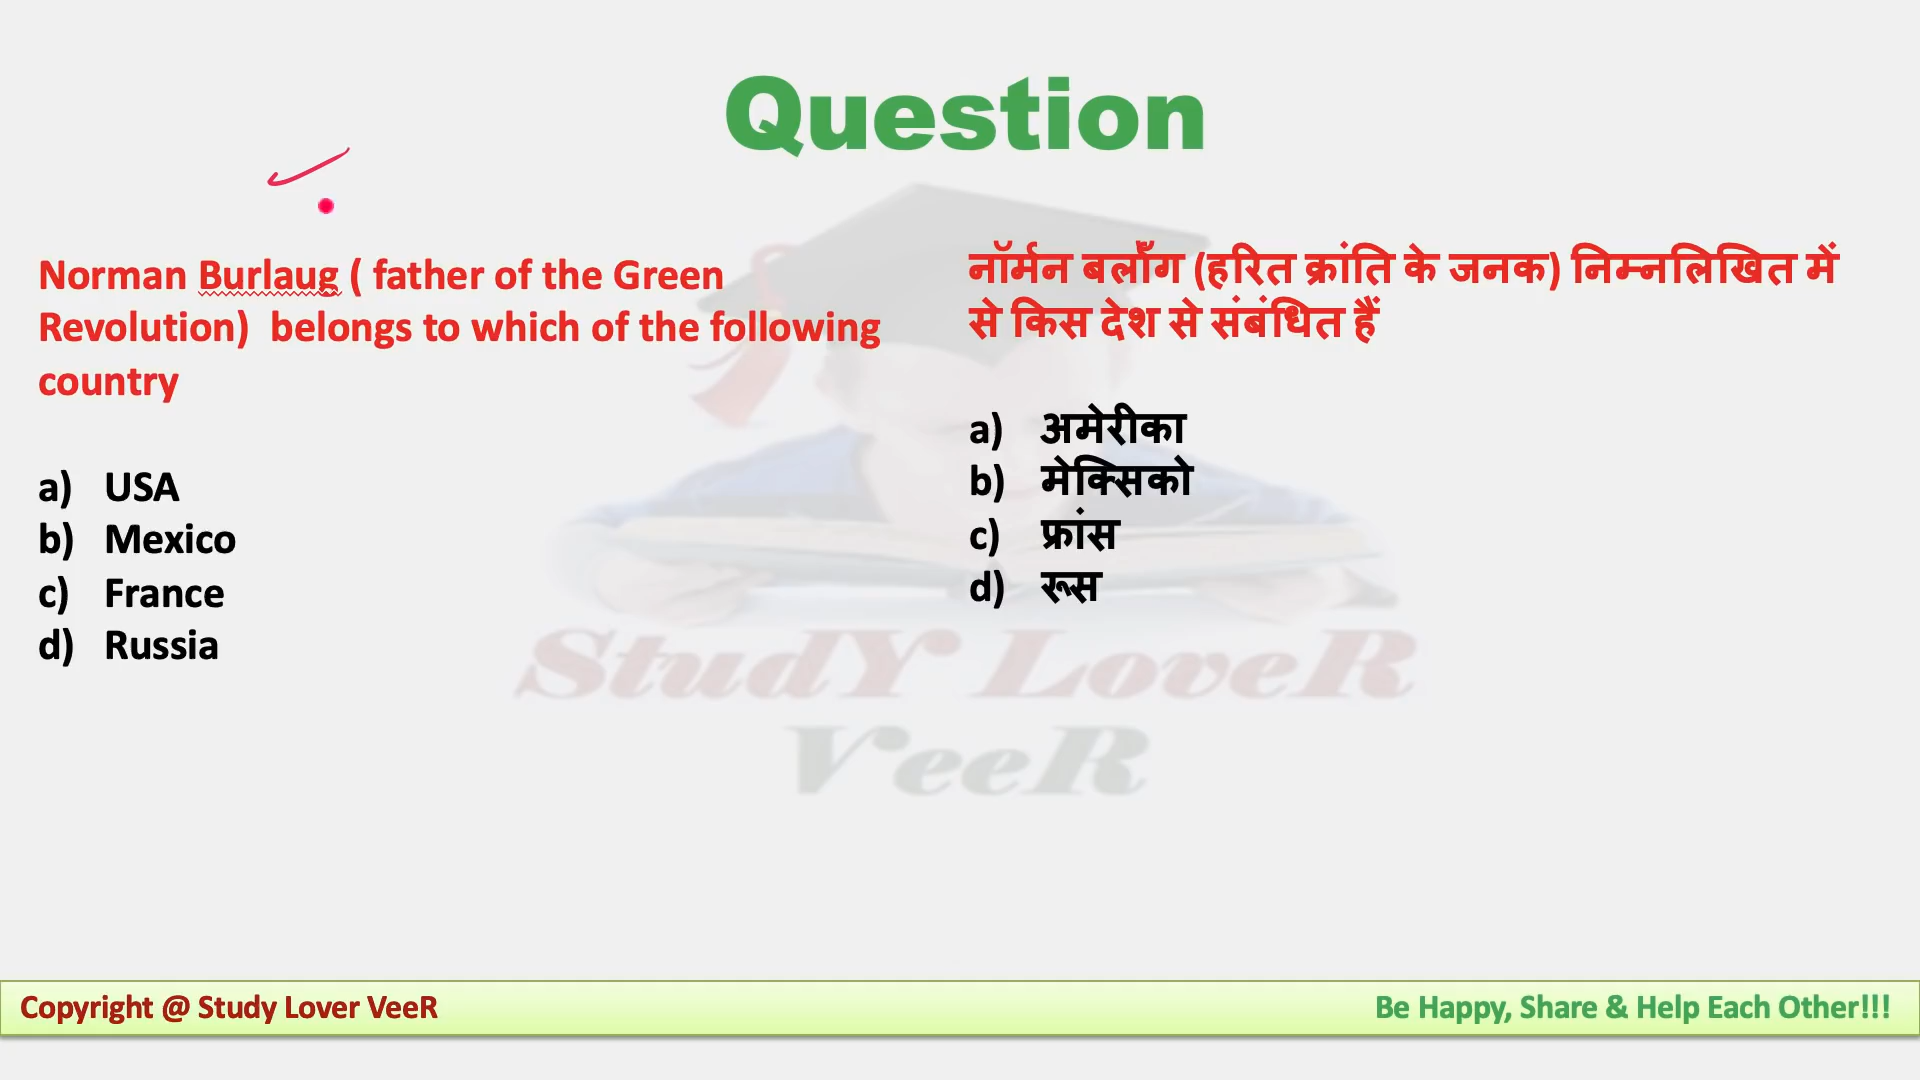 Question
Norman Burlaug ( father of the Green
Revolution)  belongs to which of the following
country
a) USA
b) Mexico
c) France
d) Russia
नॉर्मन बर्लॉग (हरित क्रांति के जनक) निम्नलिखित में
से किस देश से संबंधित हैं
a) अमेरीका
b) मेक्सिको
c) फ्रांस
d) रूस
StudY LoveR
VeeR
Copyright @ Study Lover VeeR
Be Happy, Share & Help Each Other!!!